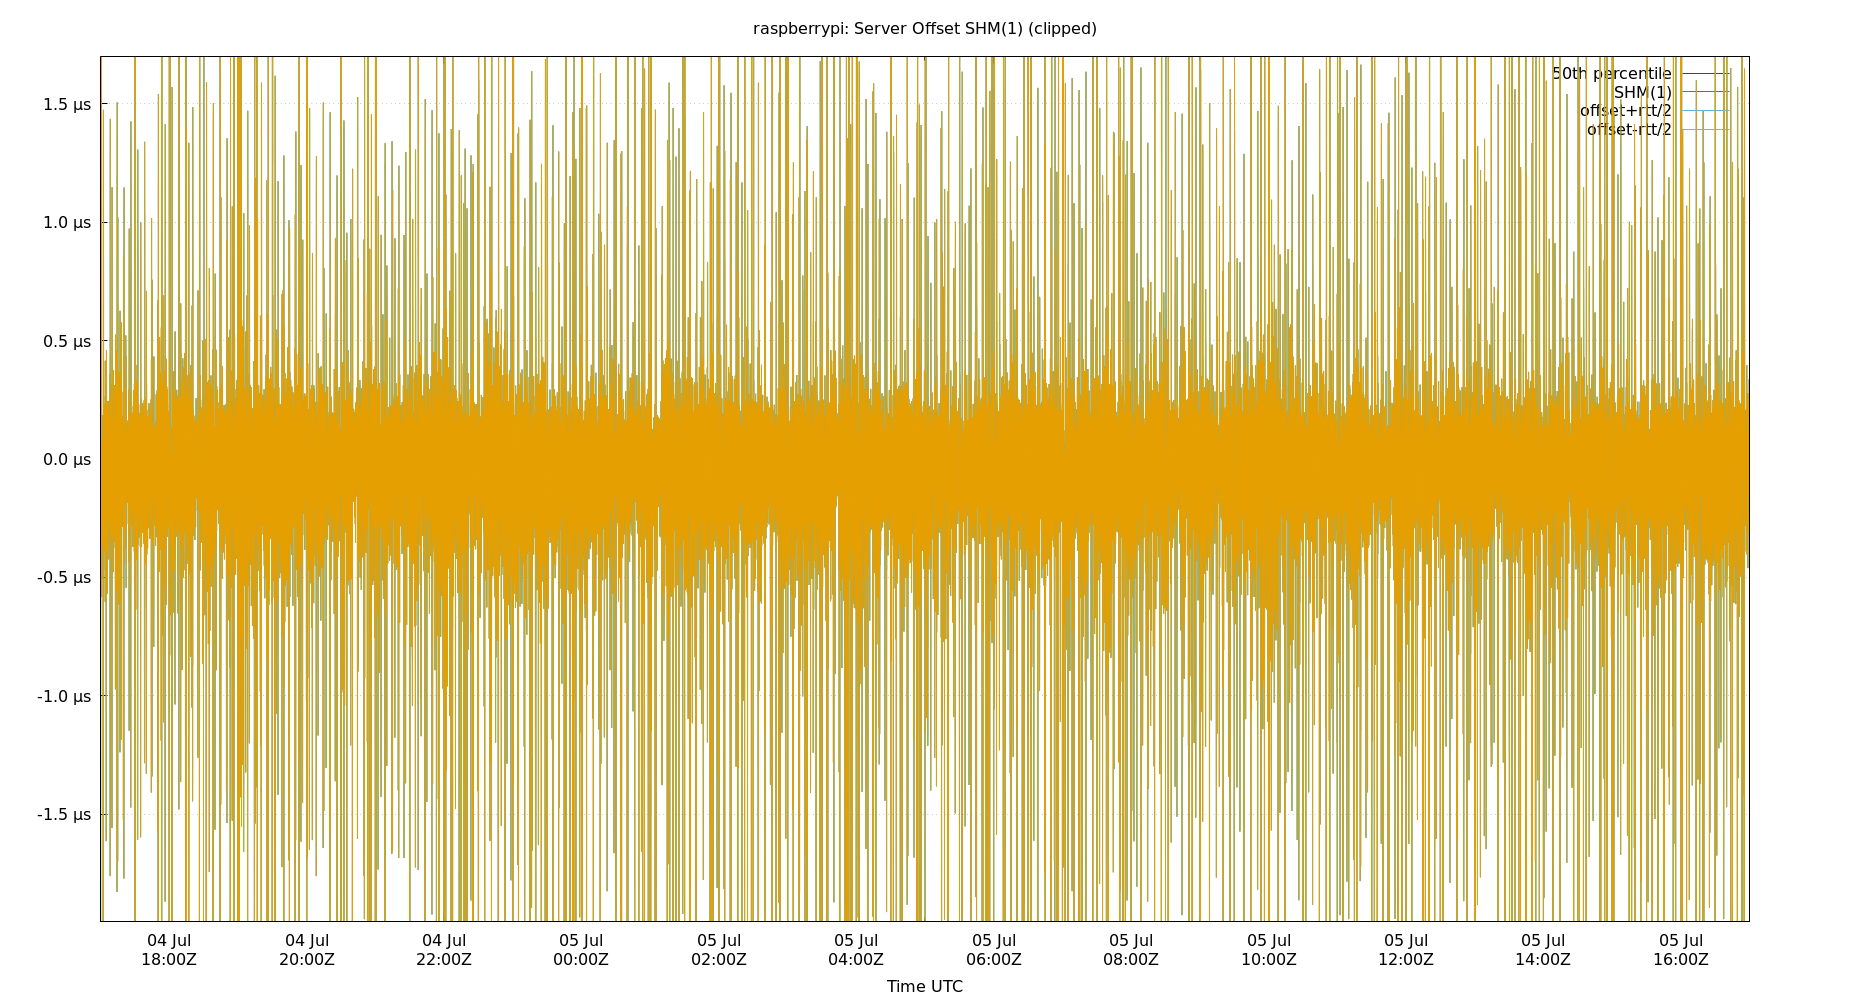 raspberrypi: Server Offset SHM(1) (clipped)
50th percentile
SHM(1)
offset+rtt/2
offset-rtt/2
1.5 µs
1.0 µs
0.5 µs
0.0 µs
-0.5 µs
-1.0 µs
-1.5 µs
04 Jul 04 Jul 04 Jul 05 Jul 05 Jul 05 Jul 05 Jul 05 Jul 05 Jul 05 Jul 05 Jul 05 Jul
18:00Z 20:00Z 22:00Z 00:00Z 02:00Z 04:00Z 06:00Z 08:00Z 10:00Z 12:00Z 14:00Z 16:00Z
Time UTC